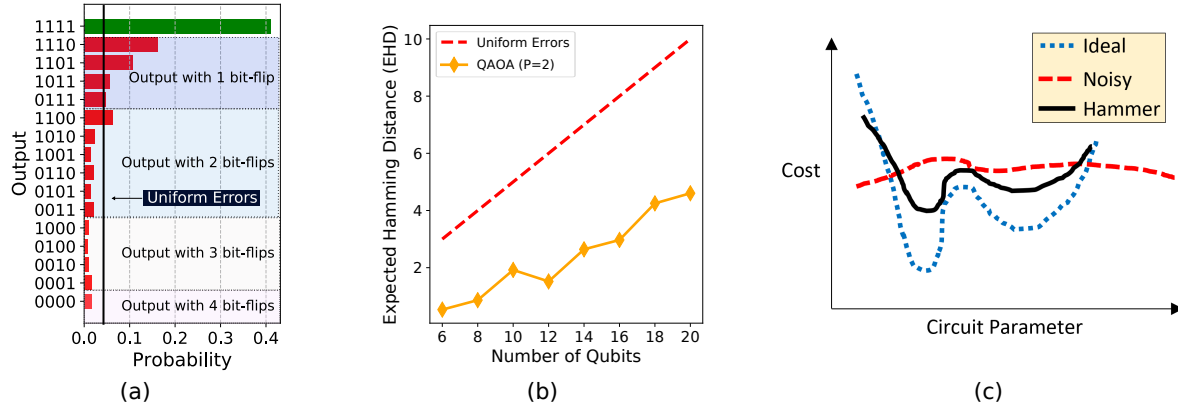 Output
1111
1110
1101
1011
0111
1100
1010
1001
0110
0101
0011
1000
0100
0010
0001
0000
Output with 1 bit-flip
Output with 2 bit-flips
Uniform Errors
Output with 3 bit-flips
Output with 4 bit-flips
0.0 0.1 0.2 0.3 0.4
Probability
(a)
Expected Hamming Distance (EHD)
10
8
6
4
2
Uniform Errors
QAOA (P=2)
6 8 10 12 14 16 18 20
Number of Qubits
(b)
Ideal
Noisy
Hammer
Cost
Circuit Parameter
(c)